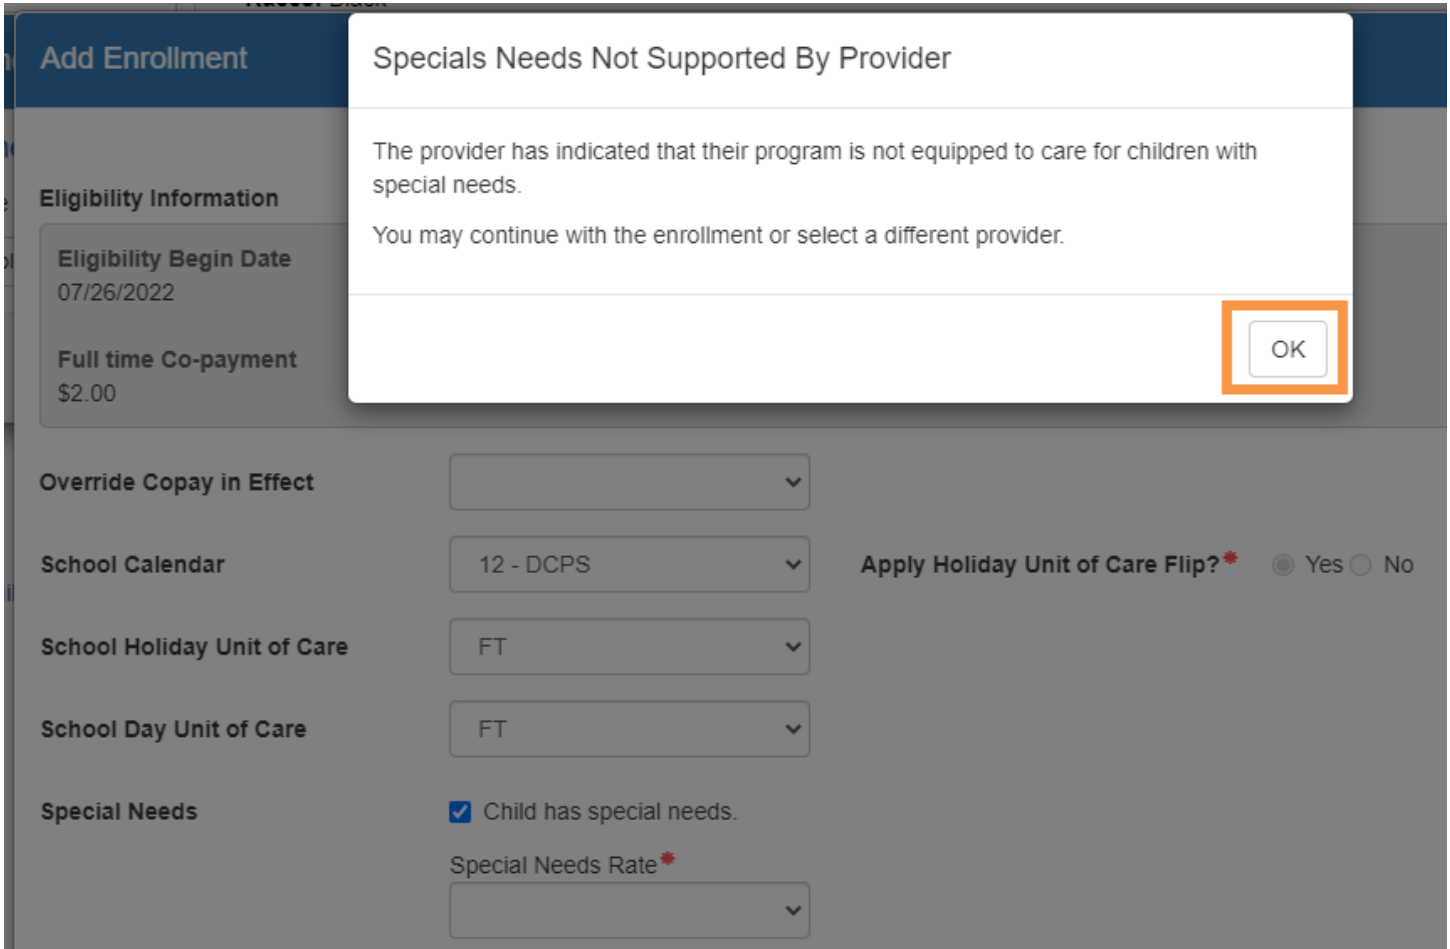 Add Enrollment
Specials Needs Not Supported By Provider
The provider has indicated that their program is not equipped to care for children with
special needs.
You may continue with the enrollment or select a different provider.
OK
Eligibility Information
Eligibility Begin Date
07/26/2022
Full time Co-payment
$2.00
Override Copay in Effect
School Calendar 12 - DCPS Apply Holiday Unit of Care Flip?* Yes No
School Holiday Unit of Care FT
School Day Unit of Care FT
Special Needs Child has special needs.
Special Needs Rate*